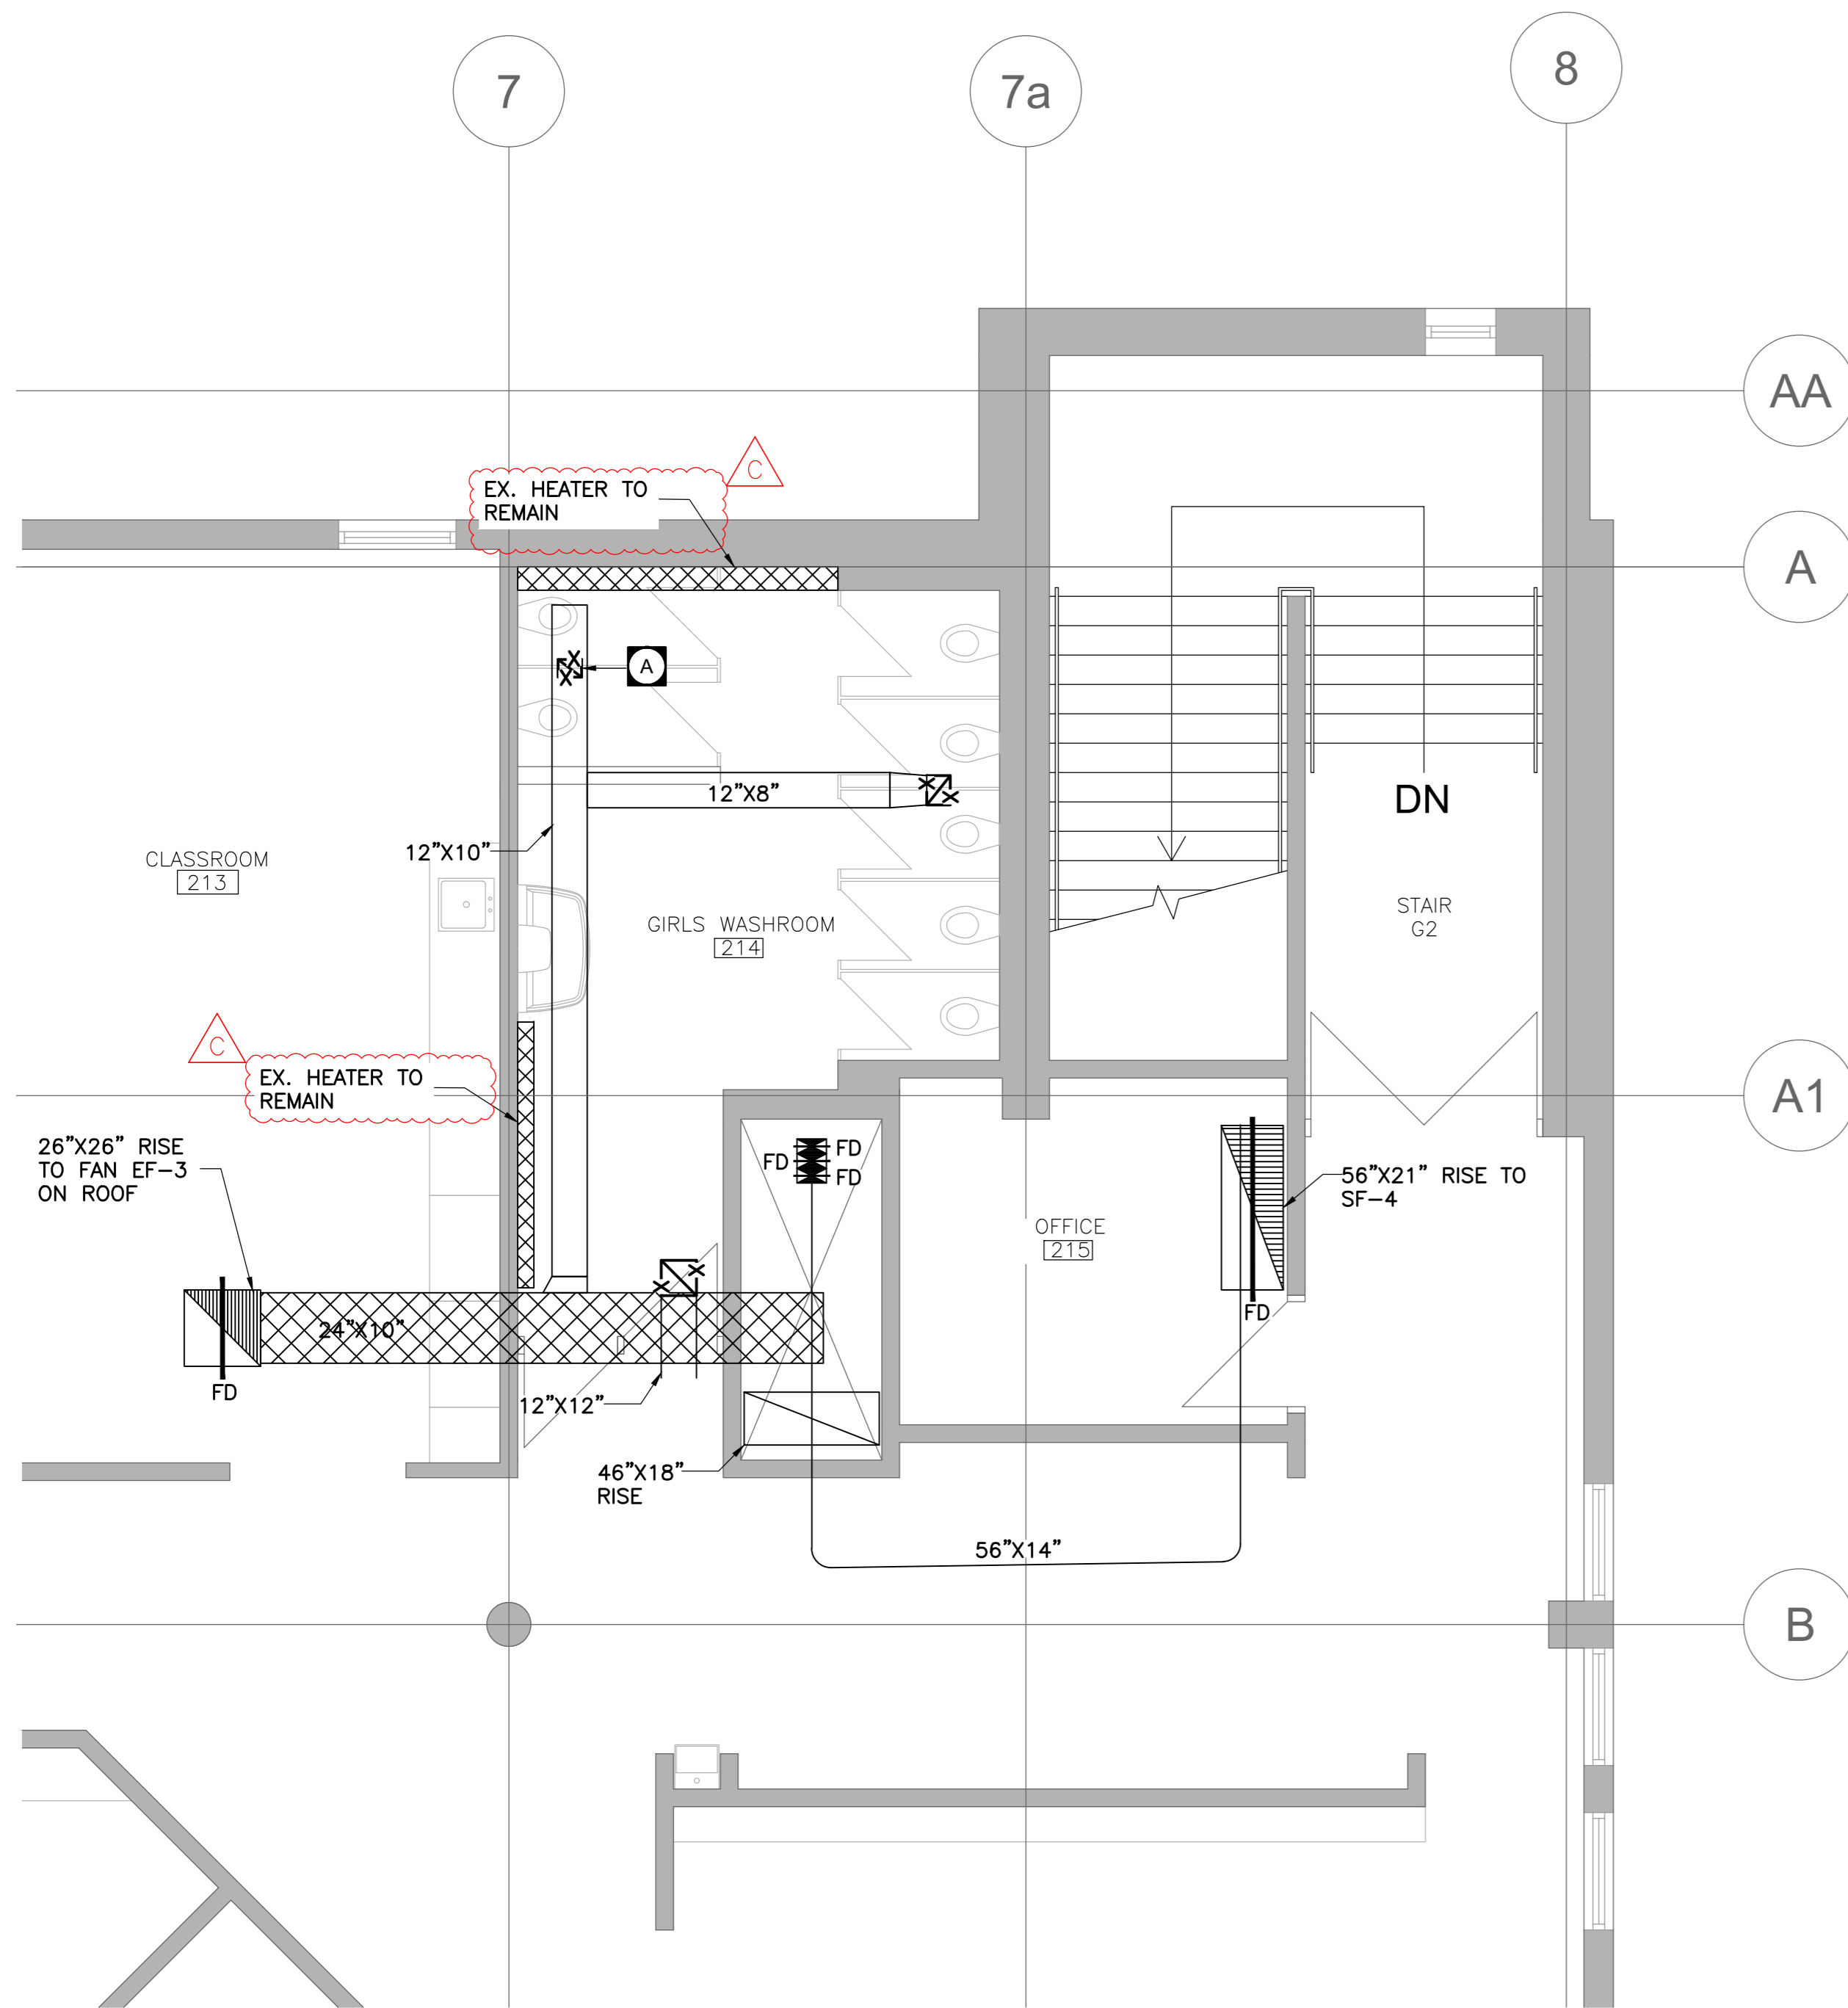 7
7a
8
AA
C
EX. HEATER TO
REMAIN
A
A
12"X8"
DN
12"X10"
CLASSROOM
213
STAIR
G2
GIRLS WASHROOM
214
C
EX. HEATER TO
REMAIN
A1
26"X26" RISE
TO FAN EF-3
ON ROOF
FD
FD
FD
56"X21" RISE TO
SF-4
OFFICE
215
FD
24"X10"
FD
12"X12"
46"X18"
RISE
56"X14"
B